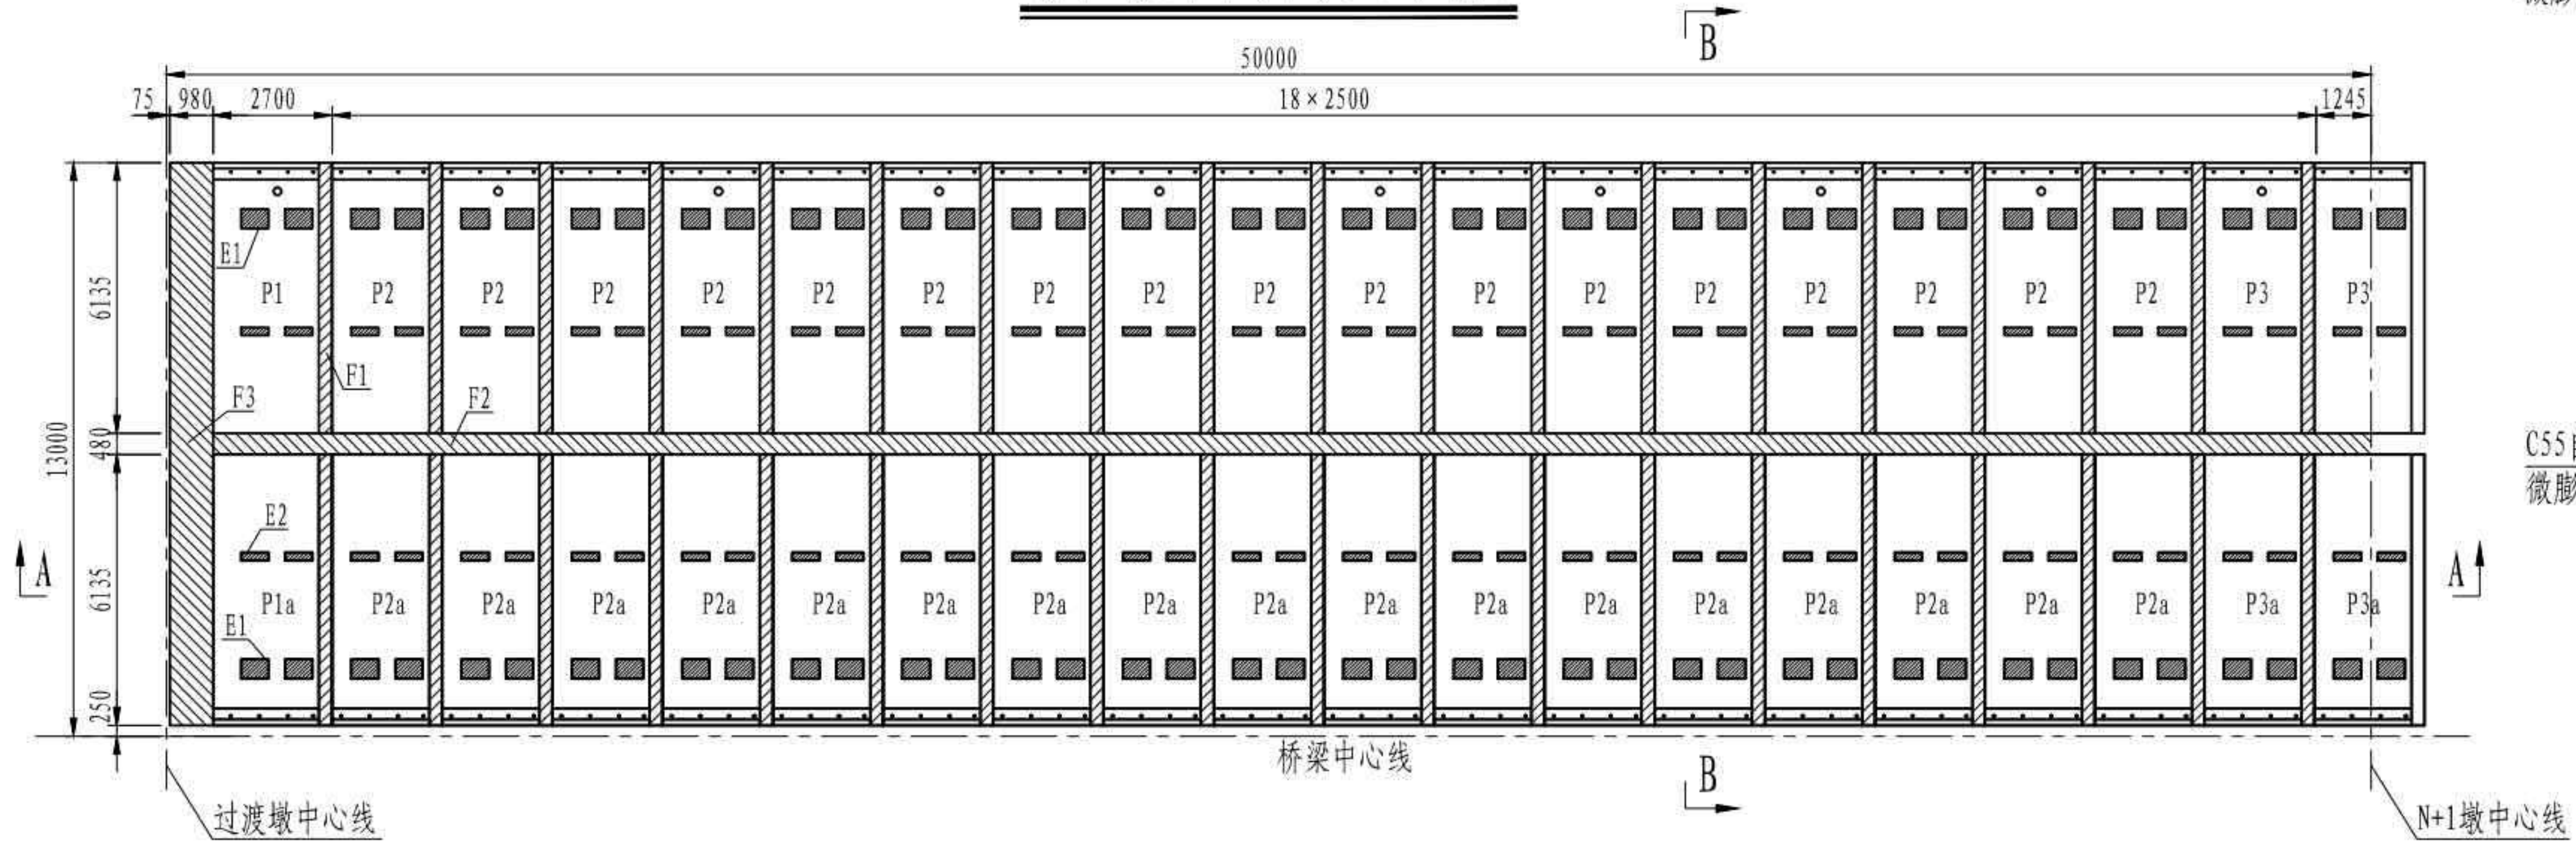 B
50000
75 980 2700 18×2500 1245
E1
P1 P2 P2 P2 P2 P2 P2 P2 P2 P2 P2 P2 P2 P2 P2 P2 P2 P2 P3 P3
6135
F1
F3 F2
13000
480
C55
微膨
E2
A A
6135
P1a P2a P2a P2a P2a P2a P2a P2a P2a P2a P2a P2a P2a P2a P2a P2a P2a P2a P3a P3a
E1
250
桥梁中心线
B
过渡墩中心线
N+1墩中心线